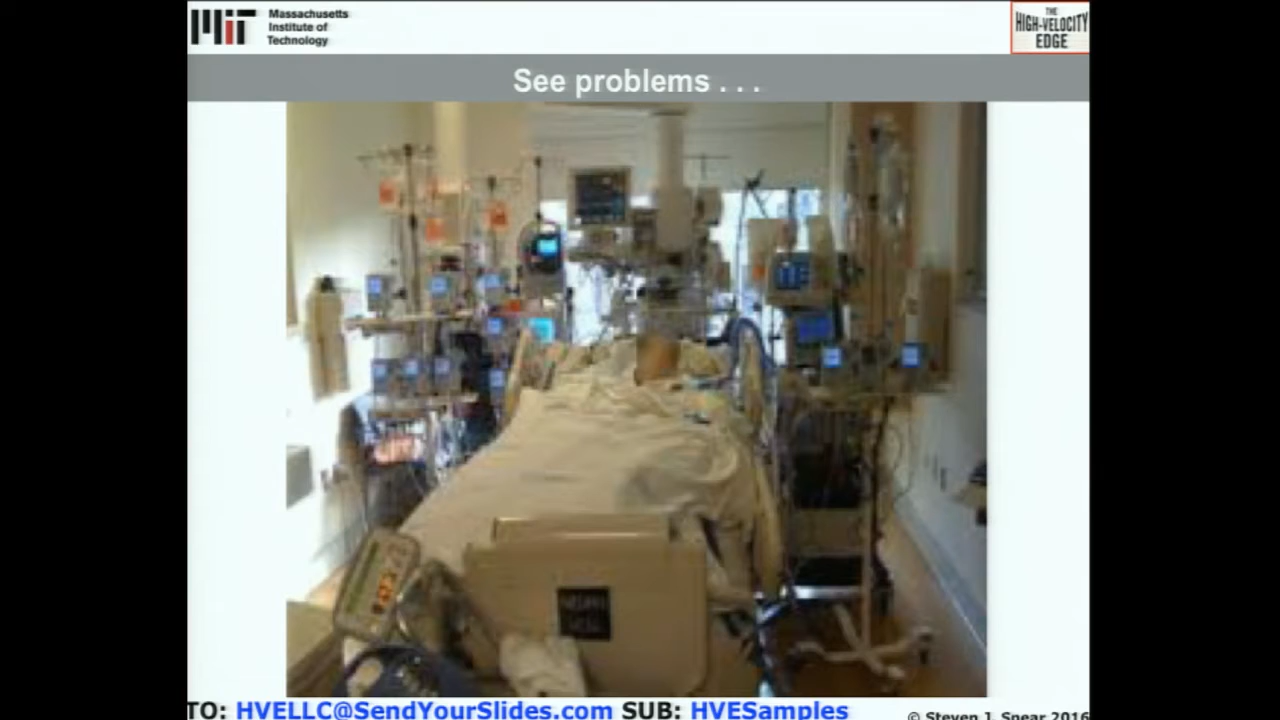 MIT
Massachusetts
Institute of
Technology
THE
HIGH-VELOCITY
EDGE
See problems . . .
TO: HVELLC@SendYourSlides.com SUB: HVESamples
© Steven J. Spear 2016